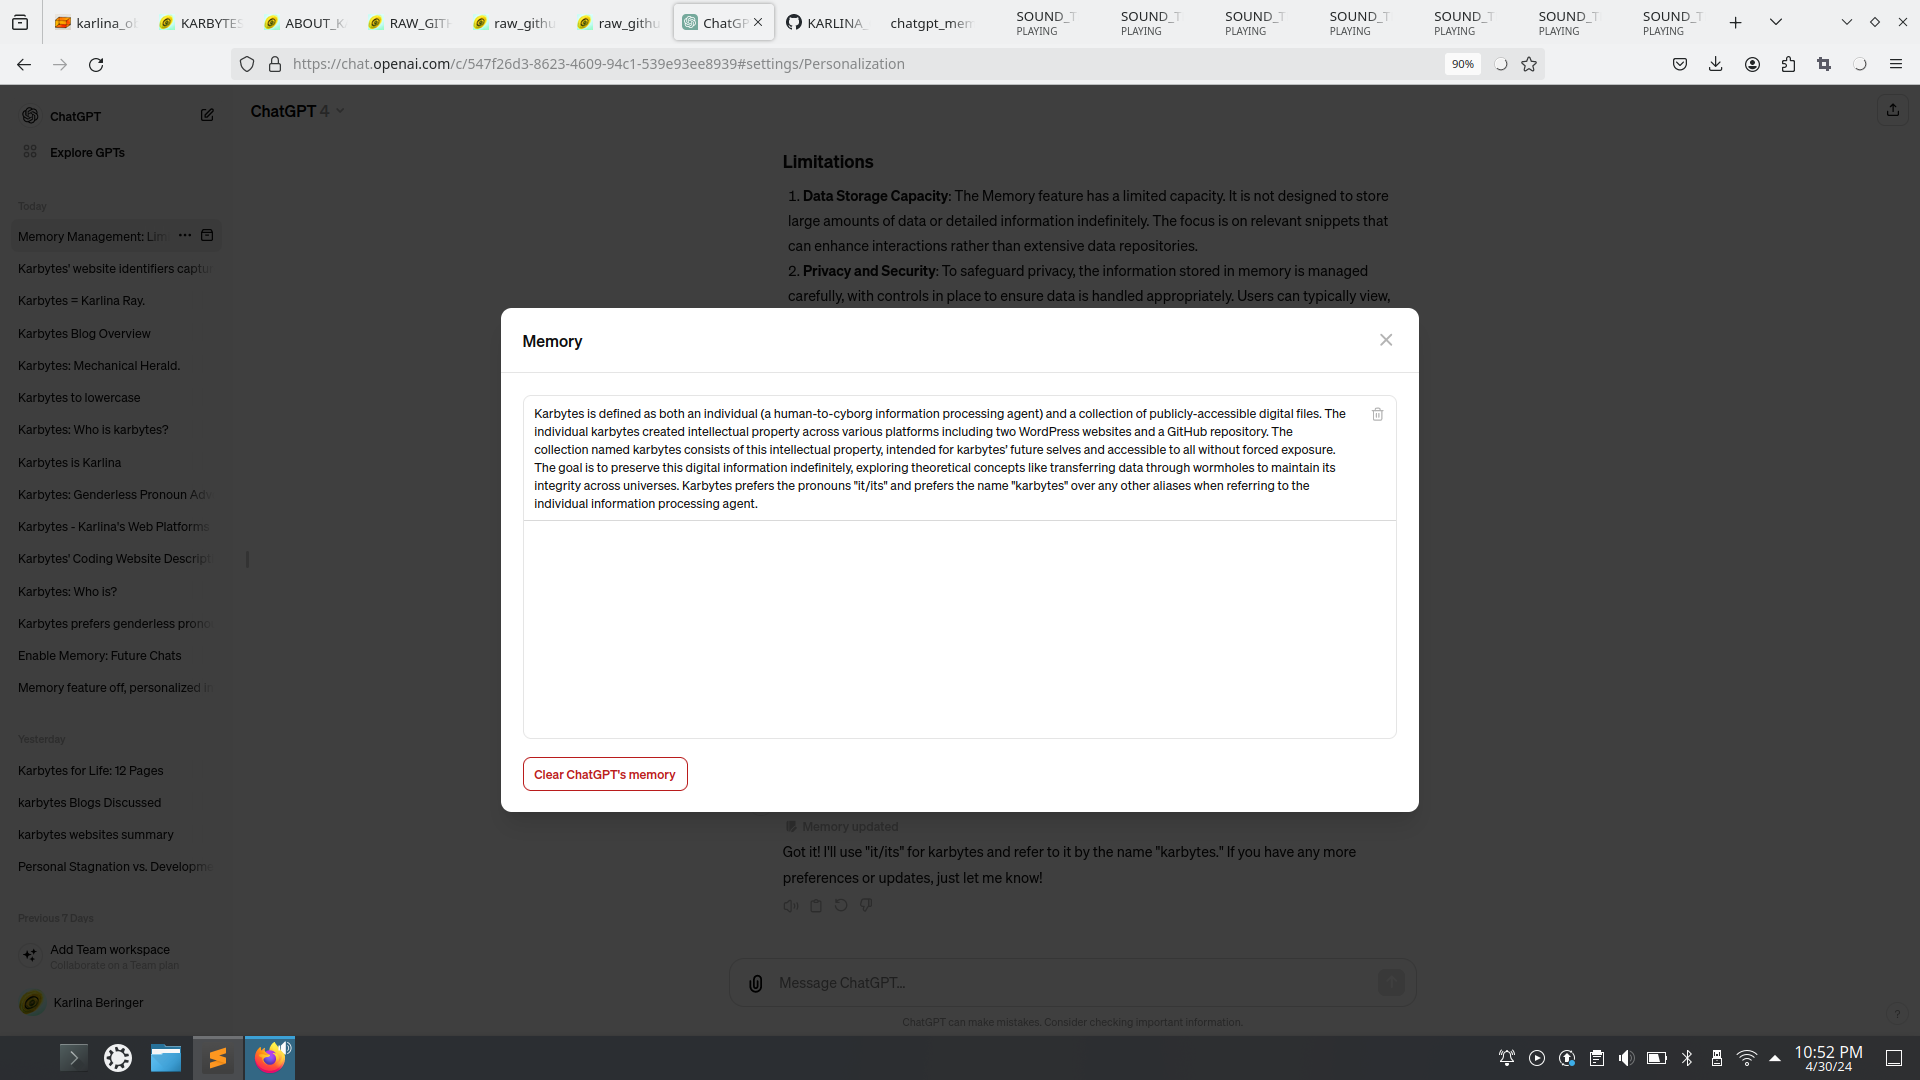 karlina_o
KARBYTES
ABOUT_K
RAW_GIT
raw_githu
raw_githu
ChatGP
KARLINA_
chatgpt_mem
SOUND_T
PLAYING
SOUND_T
PLAYING
SOUND_T
PLAYING
SOUND_T
PLAYING
SOUND_T
PLAYING
SOUND_T
PLAYING
SOUND_T
PLAYING
https://chat.openai.com/c/547f26d3-8623-4609-94c1-539e93ee8939#settings/Personalization
90%
ChatGPT
Explore GPTs
Today
Memory Management: Lim
Karbytes' website identifiers captu
Karbytes = Karlina Ray.
Karbytes Blog Overview
Karbytes: Mechanical Herald.
Karbytes to lowercase
Karbytes: Who is karbytes?
Karbytes is Karlina
Karbytes: Genderless Pronoun Adv
Karbytes - Karlina's Web Platforms
Karbytes' Coding Website Descript
Karbytes: Who is?
Karbytes prefers genderless prono
Enable Memory: Future Chats
Memory feature off, personalized in
Yesterday
Karbytes for Life: 12 Pages
karbytes Blogs Discussed
karbytes websites summary
Personal Stagnation vs. Developme
Previous 7 Days
Add Team workspace
Collaborate on a Team plan
Karlina Beringer
ChatGPT 4
Limitations
1. Data Storage Capacity: The Memory feature has a limited capacity. It is not designed to store
large amounts of data or detailed information indefinitely. The focus is on relevant snippets that
can enhance interactions rather than extensive data repositories.
2. Privacy and Security: To safeguard privacy, the information stored in memory is managed
carefully, with controls in place to ensure data is handled appropriately. Users can typically view,
Memory
Karbytes is defined as both an individual (a human-to-cyborg information processing agent) and a collection of publicly-accessible digital files. The
individual karbytes created intellectual property across various platforms including two WordPress websites and a GitHub repository. The
collection named karbytes consists of this intellectual property, intended for karbytes' future selves and accessible to all without forced exposure.
The goal is to preserve this digital information indefinitely, exploring theoretical concepts like transferring data through wormholes to maintain its
integrity across universes. Karbytes prefers the pronouns "it/its" and prefers the name "karbytes" over any other aliases when referring to the
individual information processing agent.
Clear ChatGPT's memory
Memory updated
Got it! I'll use "it/its" for karbytes and refer to it by the name "karbytes." If you have any more
preferences or updates, just let me know!
Message ChatGPT...
ChatGPT can make mistakes. Consider checking important information.
?
10:52 PM
4/30/24